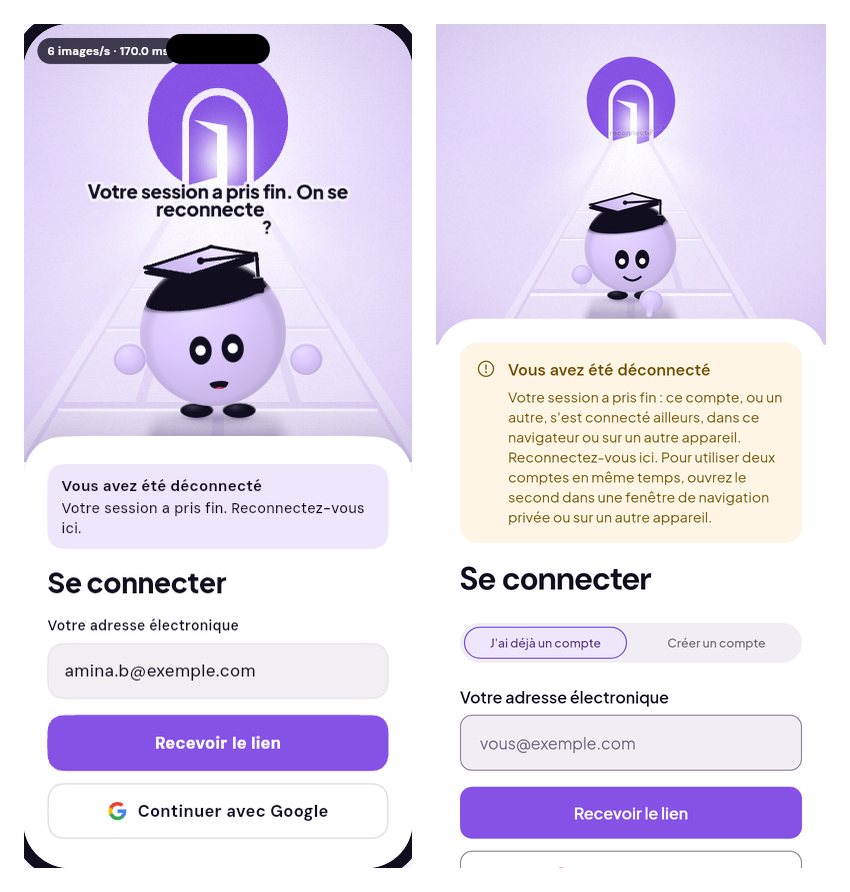 6 images/s · 170.0 ms
Votre session a pris fin. On se
reconnecte
?
Vous avez été déconnecté
Votre session a pris fin. Reconnectez-vous
ici.
Se connecter
Votre adresse électronique
amina.b@exemple.com
Recevoir le lien
Continuer avec Google
reconnecte?
Vous avez été déconnecté
Votre session a pris fin : ce compte, ou un
autre, s'est connecté ailleurs, dans ce
navigateur ou sur un autre appareil.
Reconnectez-vous ici. Pour utiliser deux
comptes en même temps, ouvrez le
second dans une fenêtre de navigation
privée ou sur un autre appareil.
Se connecter
J'ai déjà un compte
Créer un compte
Votre adresse électronique
vous@exemple.com
Recevoir le lien